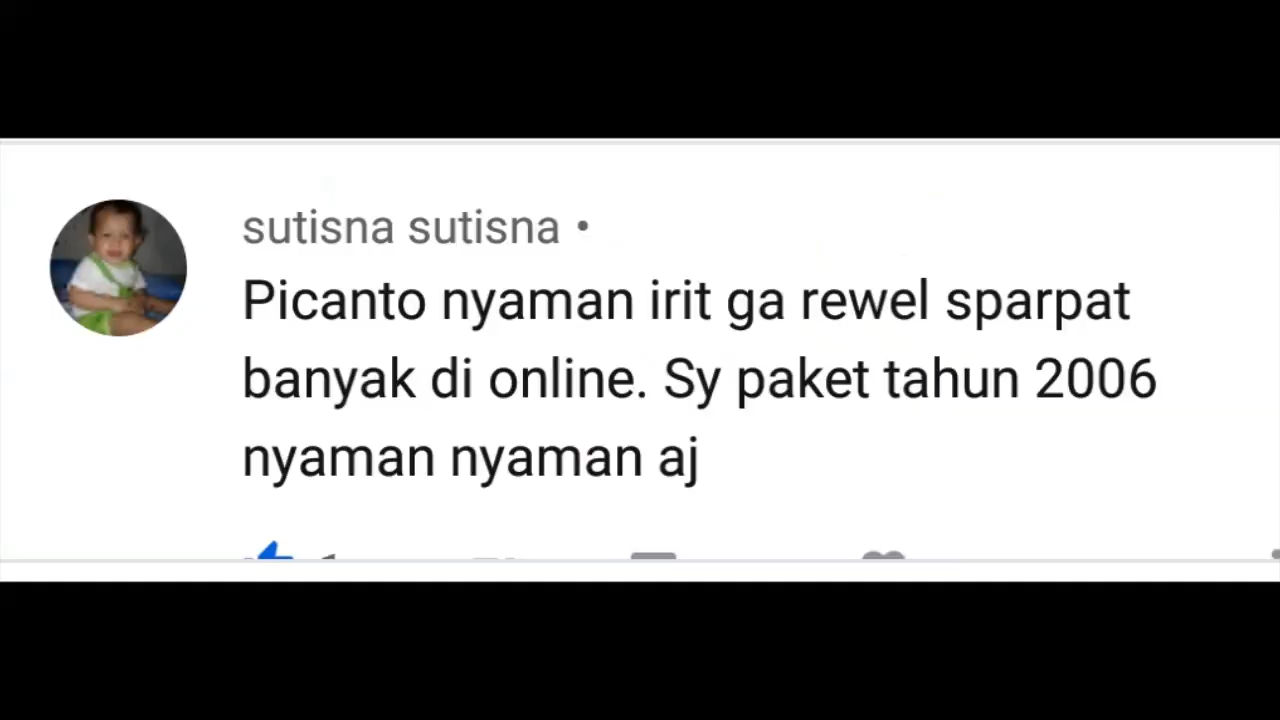 sutisna sutisna •
Picanto nyaman irit ga rewel sparpat
banyak di online. Sy paket tahun 2006
nyaman nyaman aj